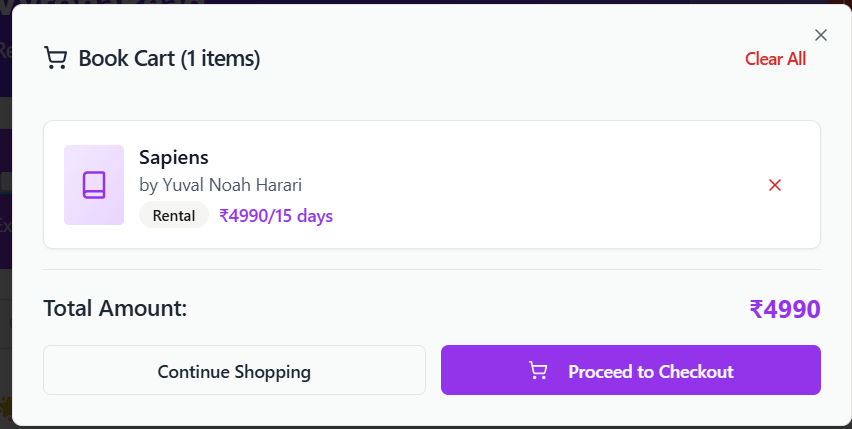 Book Cart (1 items)
Clear All
Sapiens
by Yuval Noah Harari
Rental ₹4990/15 days
Total Amount:
₹4990
Continue Shopping
Proceed to Checkout